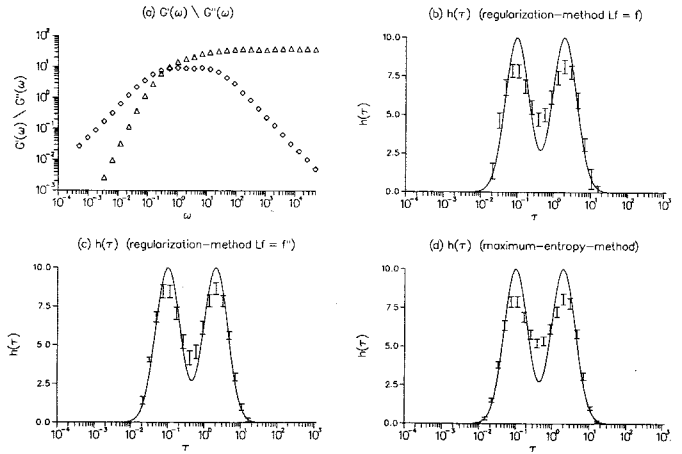 (a) G'(ω) \ G''(ω)
G'(ω) \ G''(ω)
10²
10¹
10⁰
10⁻¹
10⁻²
10⁻³
10⁻⁴ 10⁻³ 10⁻² 10⁻¹ 10⁰ 10¹ 10² 10³ 10⁴
ω
(b) h(τ) (regularization-method Lf = f)
h(τ)
10.0
7.5
5.0
2.5
0.0
10⁻⁴ 10⁻³ 10⁻² 10⁻¹ 10⁰ 10¹ 10² 10³
τ
(c) h(τ) (regularization-method Lf = f'')
h(τ)
10.0
7.5
5.0
2.5
0.0
10⁻⁴ 10⁻³ 10⁻² 10⁻¹ 10⁰ 10¹ 10² 10³
τ
(d) h(τ) (maximum-entropy-method)
h(τ)
10.0
7.5
5.0
2.5
0.0
10⁻⁴ 10⁻³ 10⁻² 10⁻¹ 10⁰ 10¹ 10² 10³
τ